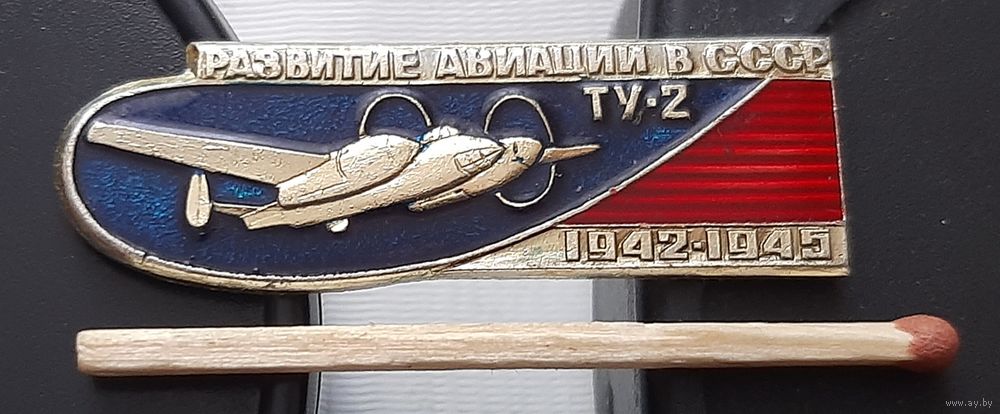 РАЗВИТИЕ АВИАЦИИ В СССР
ТУ-2
1942-1945
www.ay.by